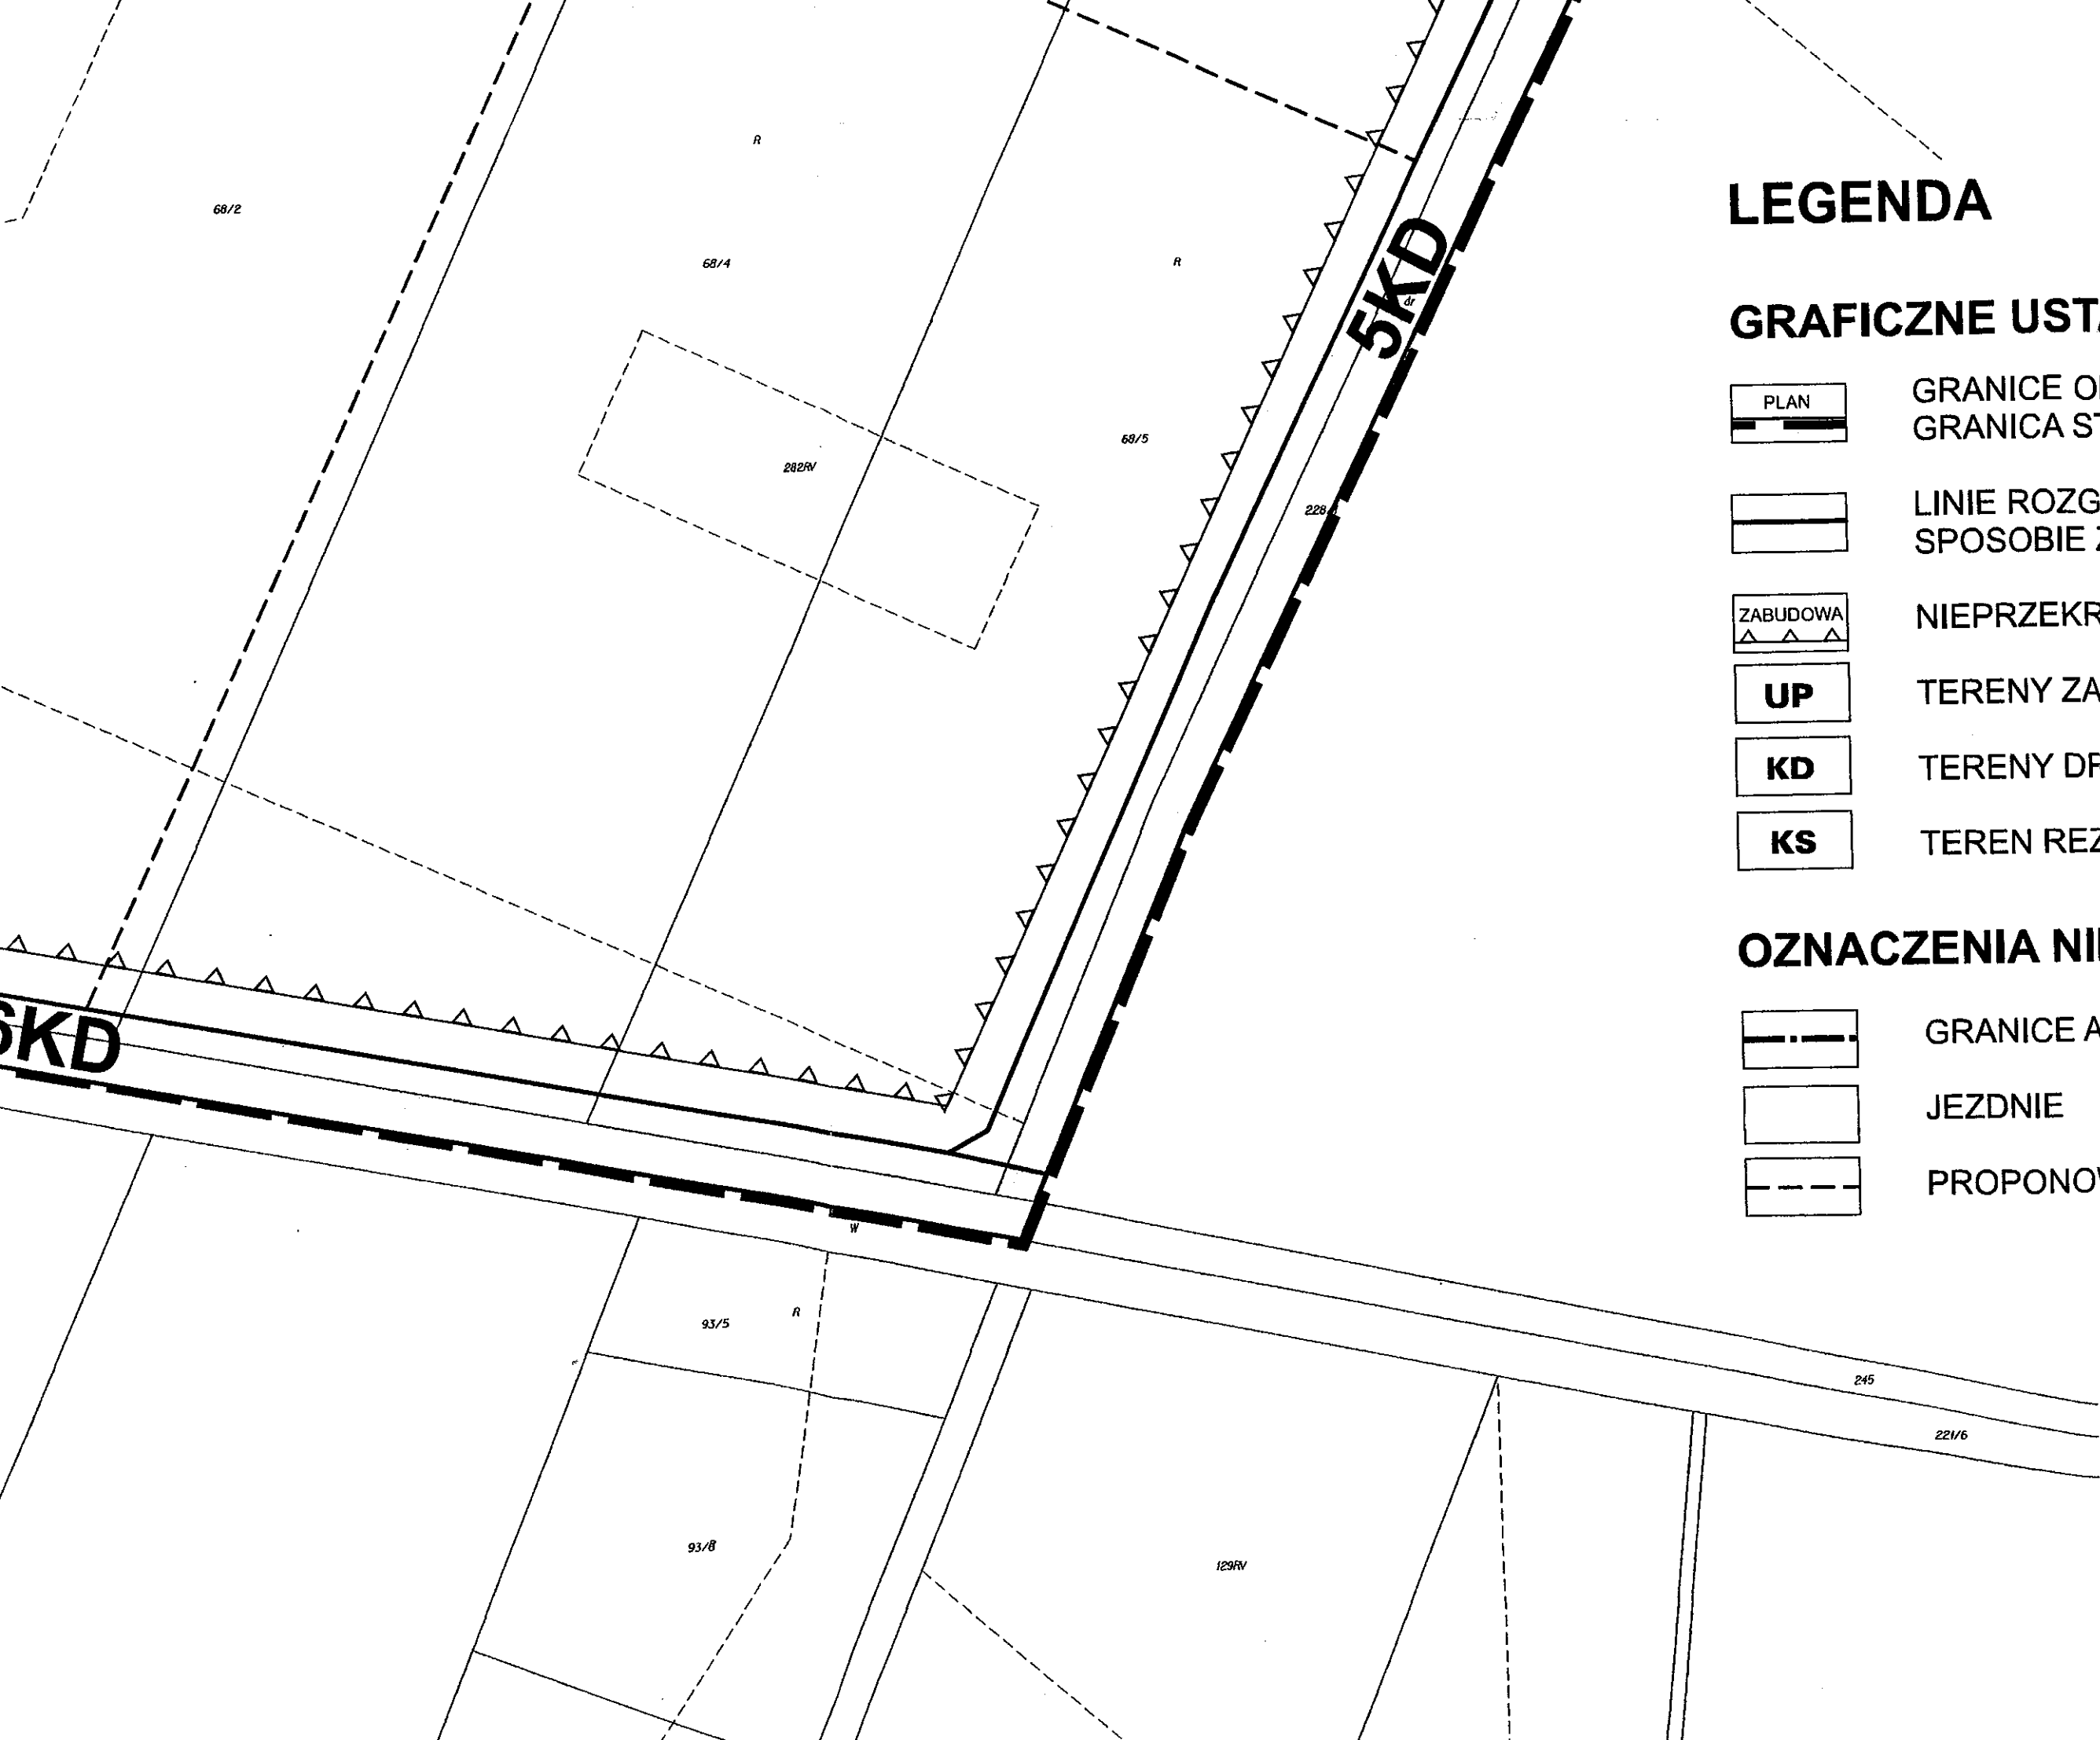 R
68/2
68/4
R
5KD
dr
68/5
282RV
228
6KD
W
93/5
R
93/8
129RV
245
221/6
LEGENDA
GRAFICZNE UST
PLAN
GRANICE O
GRANICA ST
LINIE ROZG
SPOSOBIE
ZABUDOWA
NIEPRZEKR
UP
TERENY ZA
KD
TERENY DR
KS
TEREN REZ
OZNACZENIA NI
GRANICE A
JEZDNIE
PROPONO